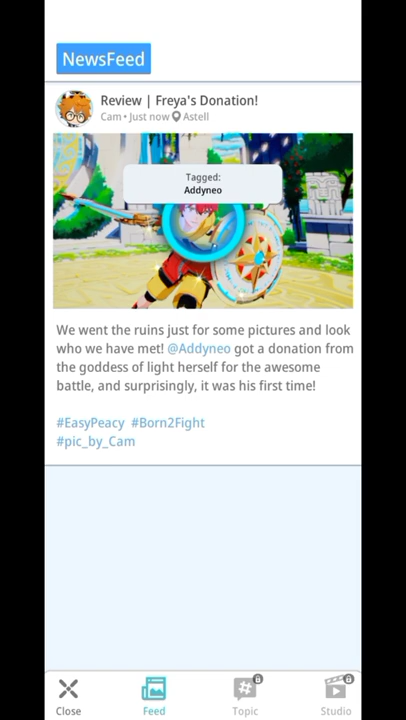 NewsFeed
Review | Freya's Donation!
Cam • Just now Astell
Tagged:
Addyneo
We went the ruins just for some pictures and look
who we have met! @Addyneo got a donation from
the goddess of light herself for the awesome
battle, and surprisingly, it was his first time!
#EasyPeacy #Born2Fight
#pic_by_Cam
Close Feed Topic Studio